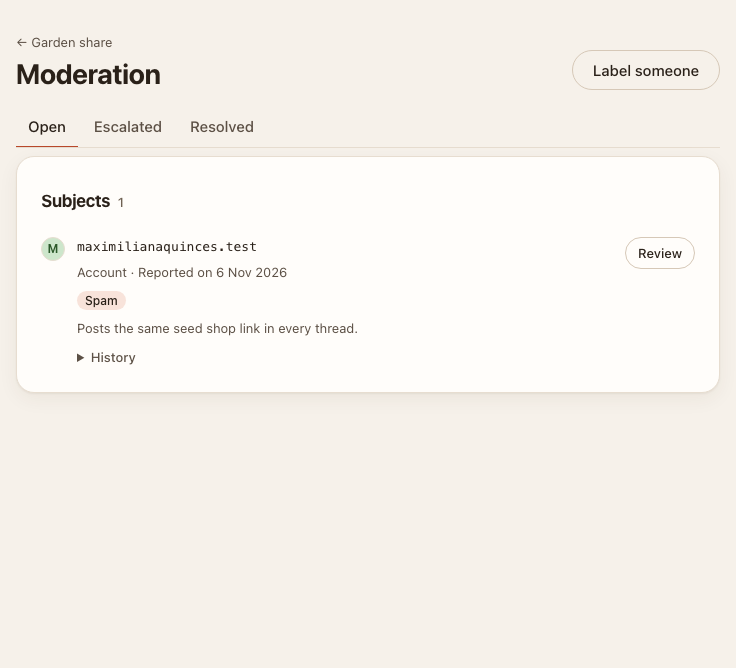 ← Garden share
Moderation
Label someone
Open
Escalated
Resolved
Subjects 1
M
maximilianaquinces.test
Review
Account · Reported on 6 Nov 2026
Spam
Posts the same seed shop link in every thread.
▶ History